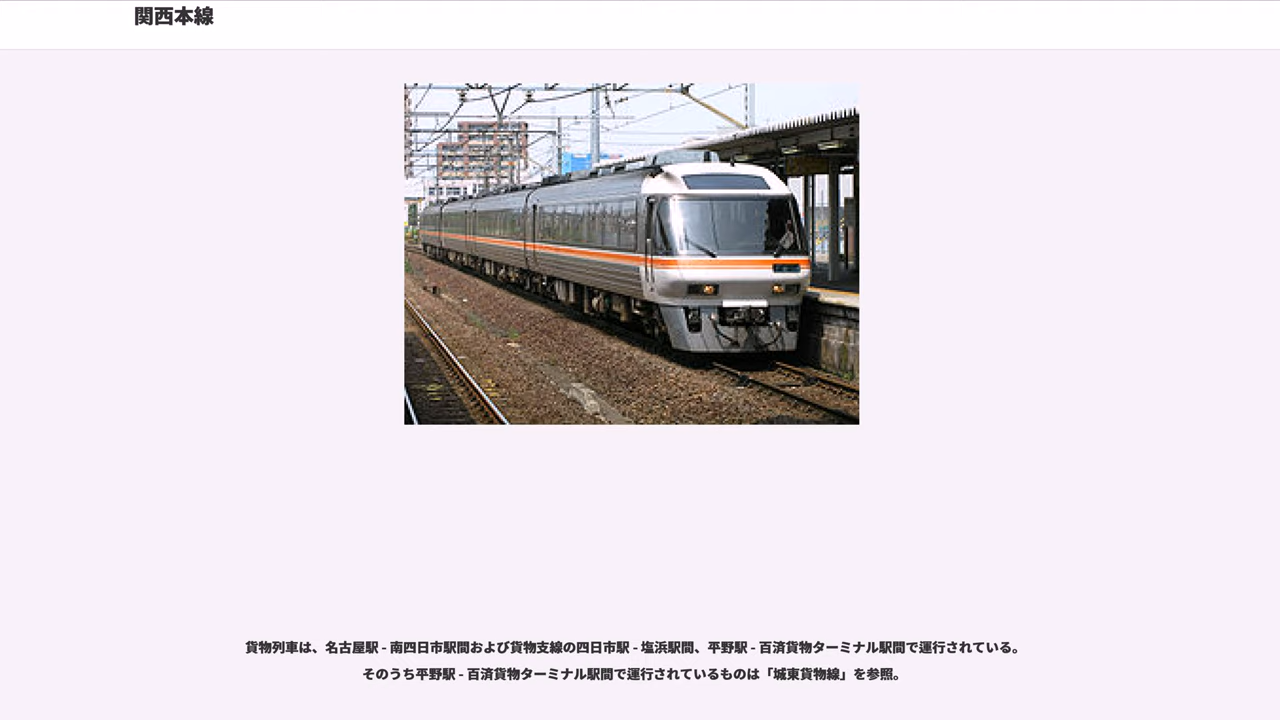 関西本線
貨物列車は、名古屋駅 - 南四日市駅間および貨物支線の四日市駅 - 塩浜駅間、平野駅 - 百済貨物ターミナル駅間で運行されている。
そのうち平野駅 - 百済貨物ターミナル駅間で運行されているものは「城東貨物線」を参照。